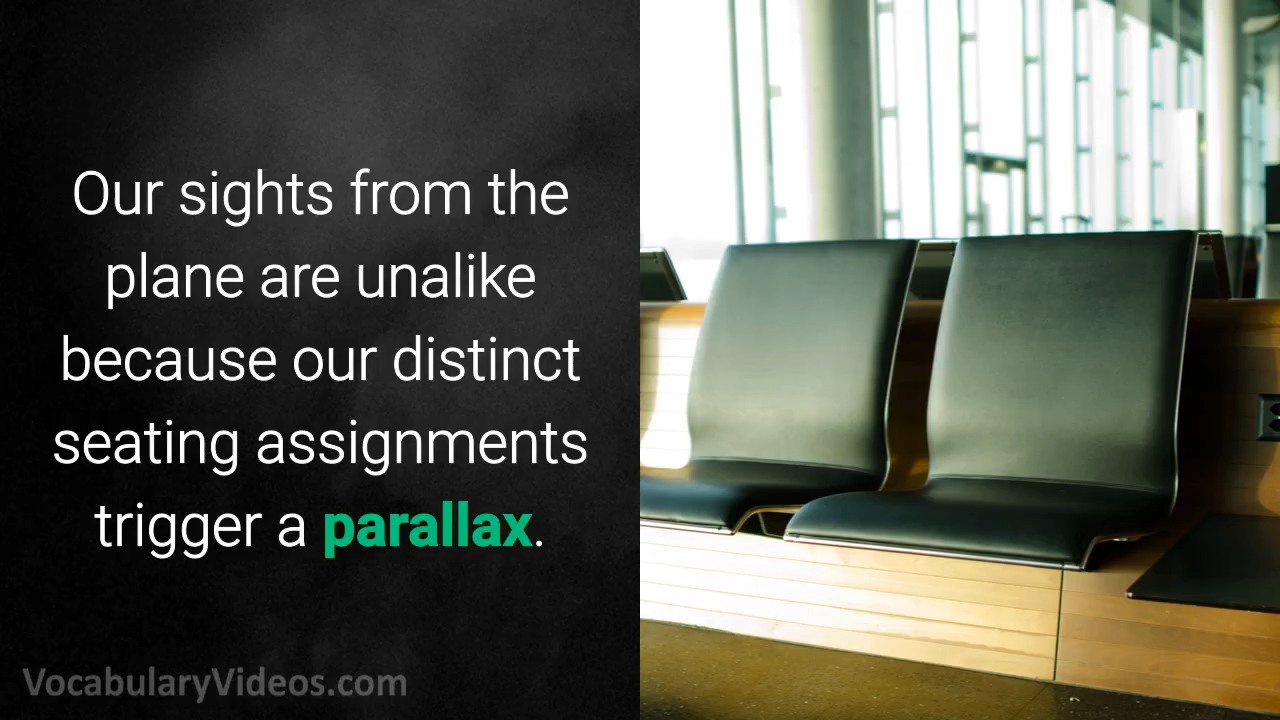 Our sights from the
plane are unalike
because our distinct
seating assignments
trigger a parallax.
VocabularyVideos.com